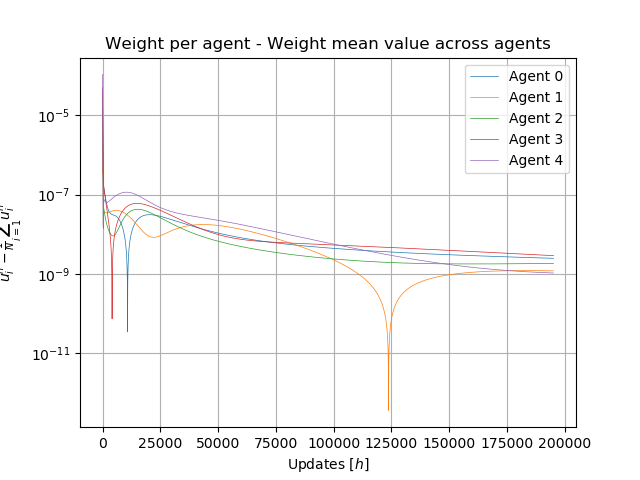 Weight per agent - Weight mean value across agents
Agent 0
Agent 1
Agent 2
Agent 3
Agent 4
10⁻⁵
10⁻⁷
10⁻⁹
10⁻¹¹
0 25000 50000 75000 100000 125000 150000 175000 200000
Updates [h]